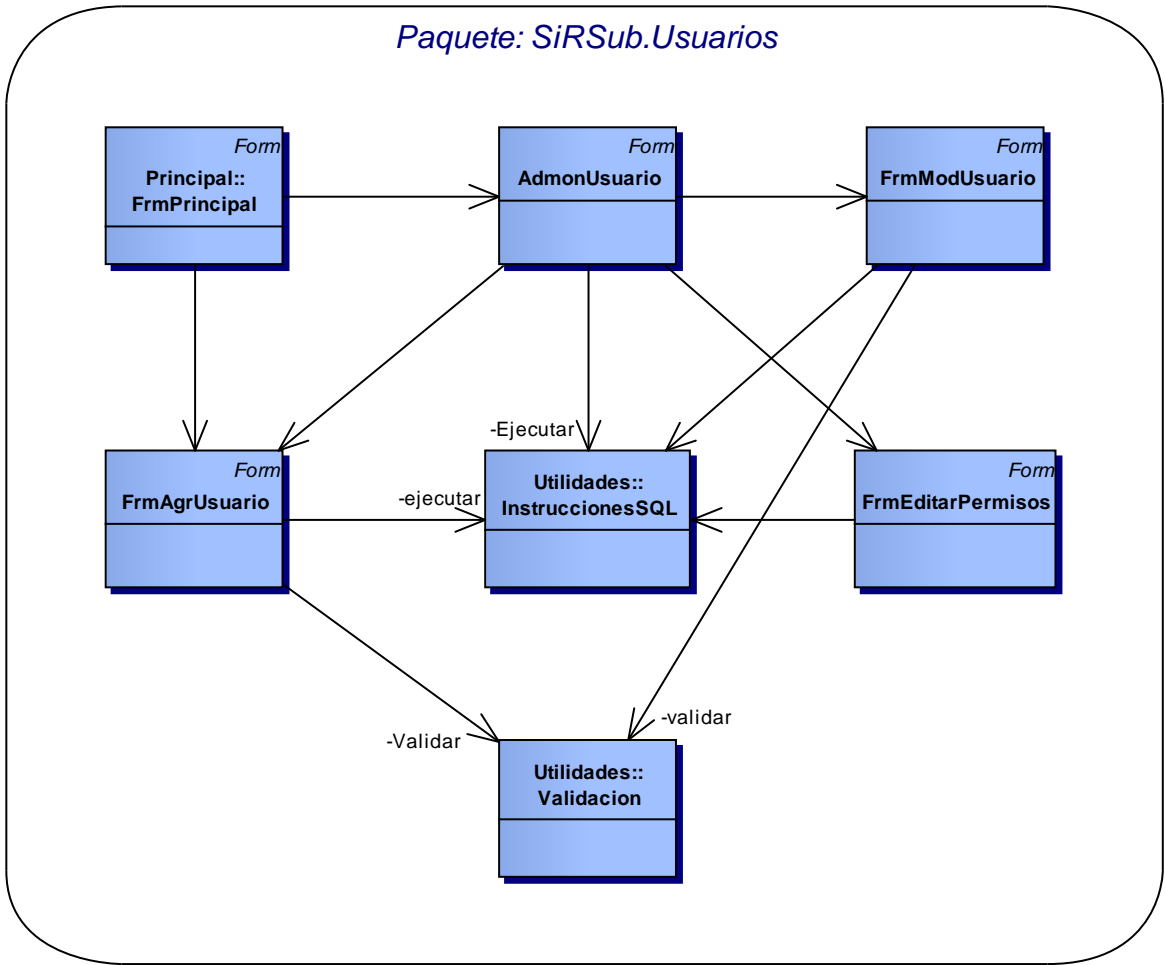 Paquete: SiRSub.Usuarios
Form
Principal::
FrmPrincipal
Form
AdmonUsuario
Form
FrmModUsuario
-Ejecutar
Form
FrmAgrUsuario
-ejecutar
Utilidades::
InstruccionesSQL
Form
FrmEditarPermisos
-Validar
-validar
Utilidades::
Validacion